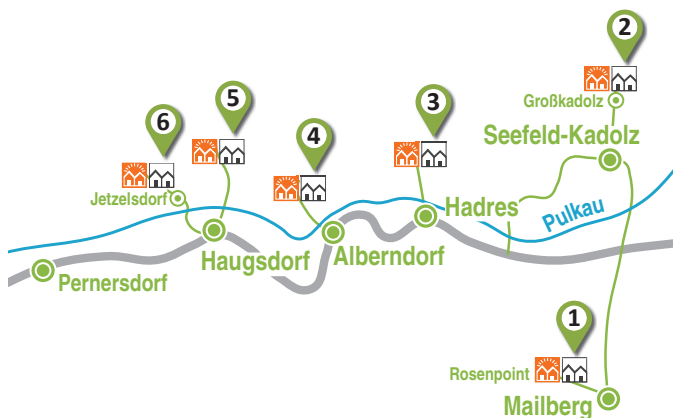 2
Großkadolz
Seefeld-Kadolz
3
5
4
6
Jetzelsdorf
Hadres
Pulkau
Haugsdorf
Alberndorf
Pernersdorf
1
Rosenpoint
Mailberg